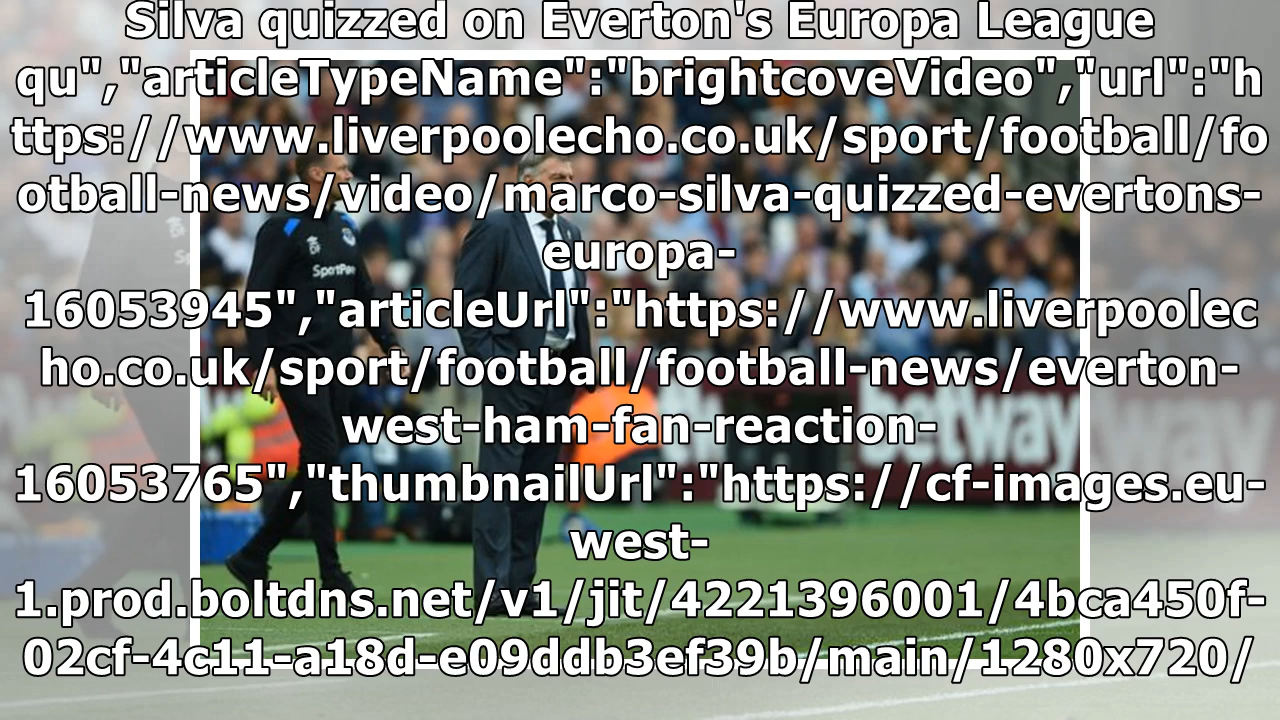 Silva quizzed on Everton's Europa League
qu","articleTypeName":"brightcoveVideo","url":"h
ttps://www.liverpoolecho.co.uk/sport/football/fo
otball-news/video/marco-silva-quizzed-evertons-
europa-
16053945","articleUrl":"https://www.liverpoolec
ho.co.uk/sport/football/football-news/everton-
west-ham-fan-reaction-
16053765","thumbnailUrl":"https://cf-images.eu-
west-
1.prod.boltdns.net/v1/jit/4221396001/4bca450f-
02cf-4c11-a18d-e09ddb3ef39b/main/1280x720/
betway
way